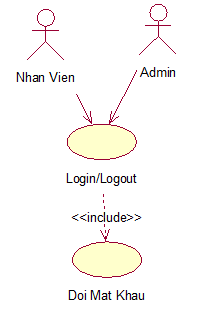 Nhan Vien
Admin
Login/Logout
<<include>>
Doi Mat Khau